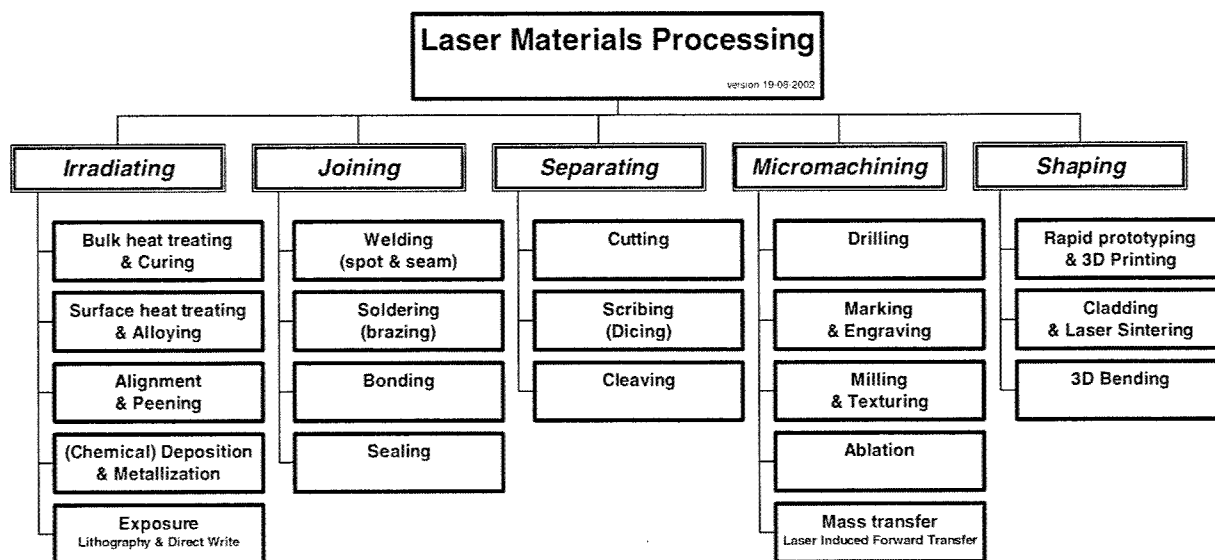 Laser Materials Processing
version 19-06-2002
Irradiating
Joining
Separating
Micromachining
Shaping
Bulk heat treating
& Curing
Surface heat treating
& Alloying
Alignment
& Peening
(Chemical) Deposition
& Metallization
Exposure
Lithography & Direct Write
Welding
(spot & seam)
Soldering
(brazing)
Bonding
Sealing
Cutting
Scribing
(Dicing)
Cleaving
Drilling
Marking
& Engraving
Milling
& Texturing
Ablation
Mass transfer
Laser Induced Forward Transfer
Rapid prototyping
& 3D Printing
Cladding
& Laser Sintering
3D Bending